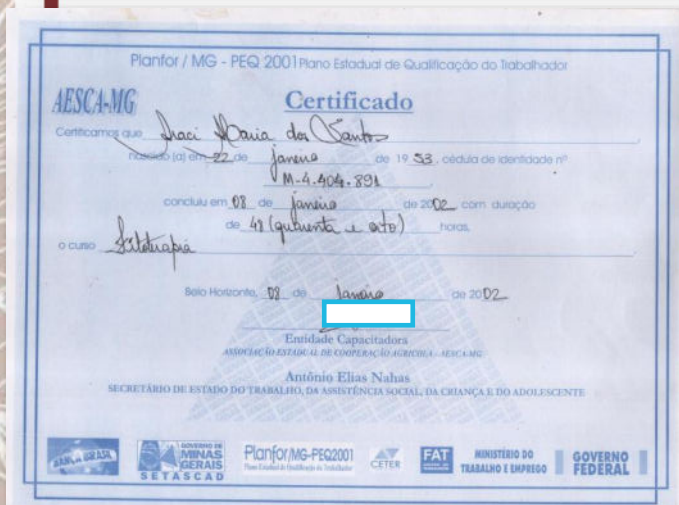 Planfor / MG - PEQ 2001 Plano Estadual de Qualificação do Trabalhador
AESCA-MG
Certificado
Certificamos que Iraci Maria dos Santos
nascido (a) em 22 de janeiro de 19 53, cédula de identidade nº
M-4.404.891
concluiu em 08 de janeiro de 2002 com duração
de 48 (quarenta e oito) horas,
o curso Fitoterapia
Belo Horizonte, 08 de Janeiro de 2002
Entidade Capacitadora
ASSOCIAÇÃO ESTADUAL DE COOPERAÇÃO AGRÍCOLA - AESCA-MG
Antônio Elias Nahas
SECRETÁRIO DE ESTADO DO TRABALHO, DA ASSISTÊNCIA SOCIAL, DA CRIANÇA E DO ADOLESCENTE
AVANÇA BRASIL
GOVERNO DE
MINAS
GERAIS
SETASCAD
Planfor/MG-PEQ2001
Plano Estadual de Qualificação do Trabalhador
CETER
FAT
MINISTÉRIO DO
TRABALHO E EMPREGO
GOVERNO
FEDERAL